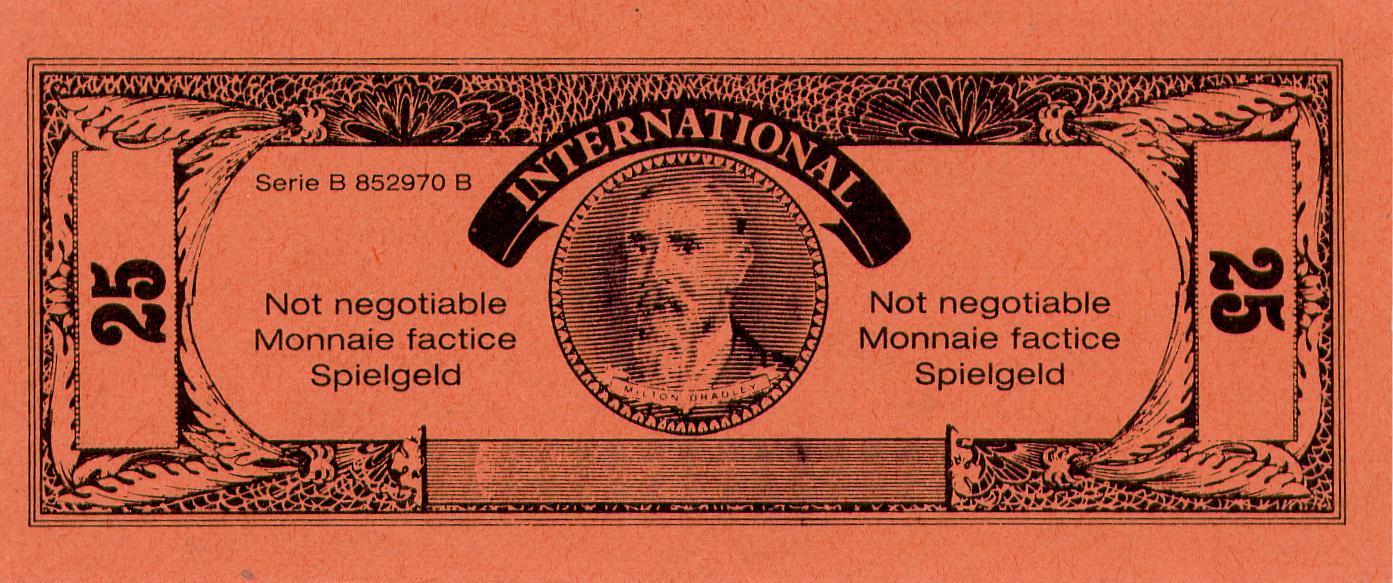 INTERNATIONAL
Serie B 852970 B
25
Not negotiable
Monnaie factice
Spielgeld
MILTON BRADLEY
Not negotiable
Monnaie factice
Spielgeld
25